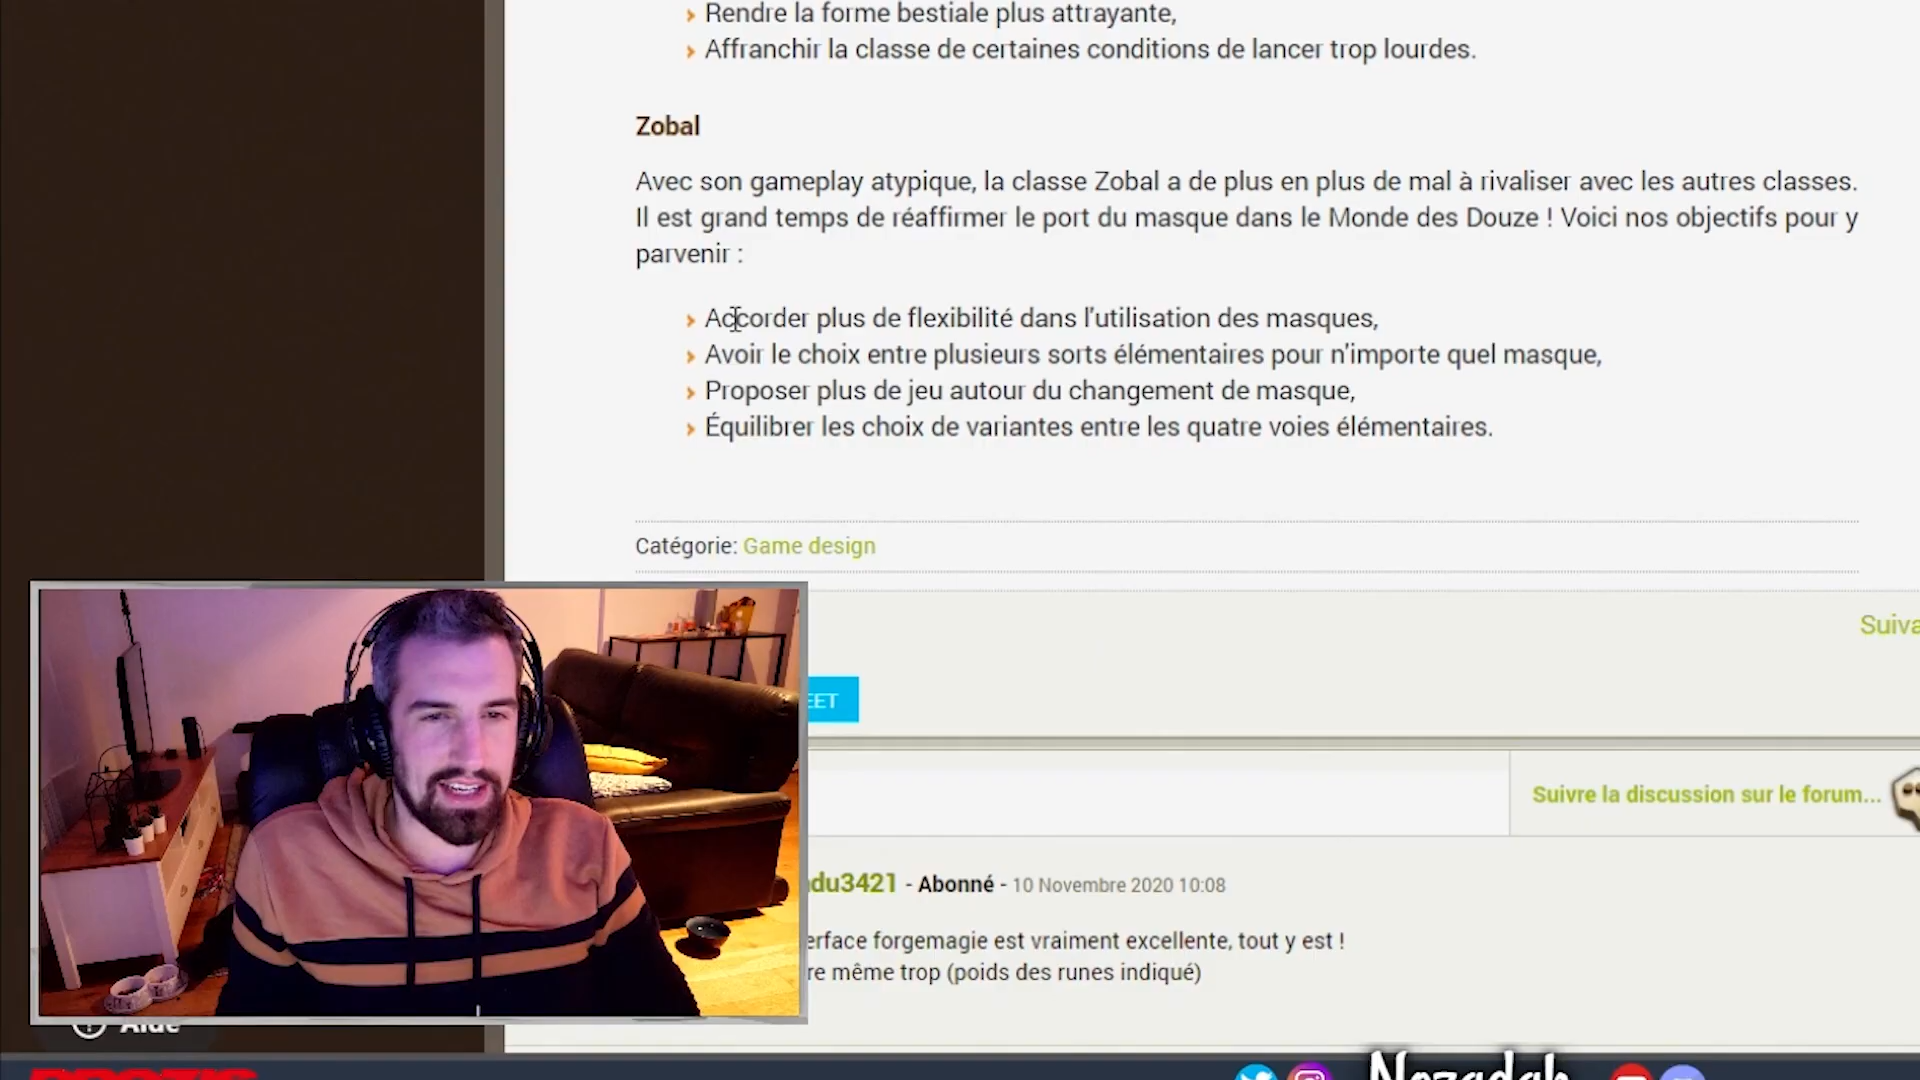 Rendre la forme bestiale plus attrayante,
Affranchir la classe de certaines conditions de lancer trop lourdes.
Zobal
Avec son gameplay atypique, la classe Zobal a de plus en plus de mal à rivaliser avec les autres classes.
Il est grand temps de réaffirmer le port du masque dans le Monde des Douze ! Voici nos objectifs pour y
parvenir :
Accorder plus de flexibilité dans l'utilisation des masques,
Avoir le choix entre plusieurs sorts élémentaires pour n'importe quel masque,
Proposer plus de jeu autour du changement de masque,
Équilibrer les choix de variantes entre les quatre voies élémentaires.
Catégorie: Game design
Suiva
EET
Suivre la discussion sur le forum...
du3421 - Abonné - 10 Novembre 2020 10:08
erface forgemagie est vraiment excellente, tout y est !
re même trop (poids des runes indiqué)
Aide
PROZIS
Nozadah